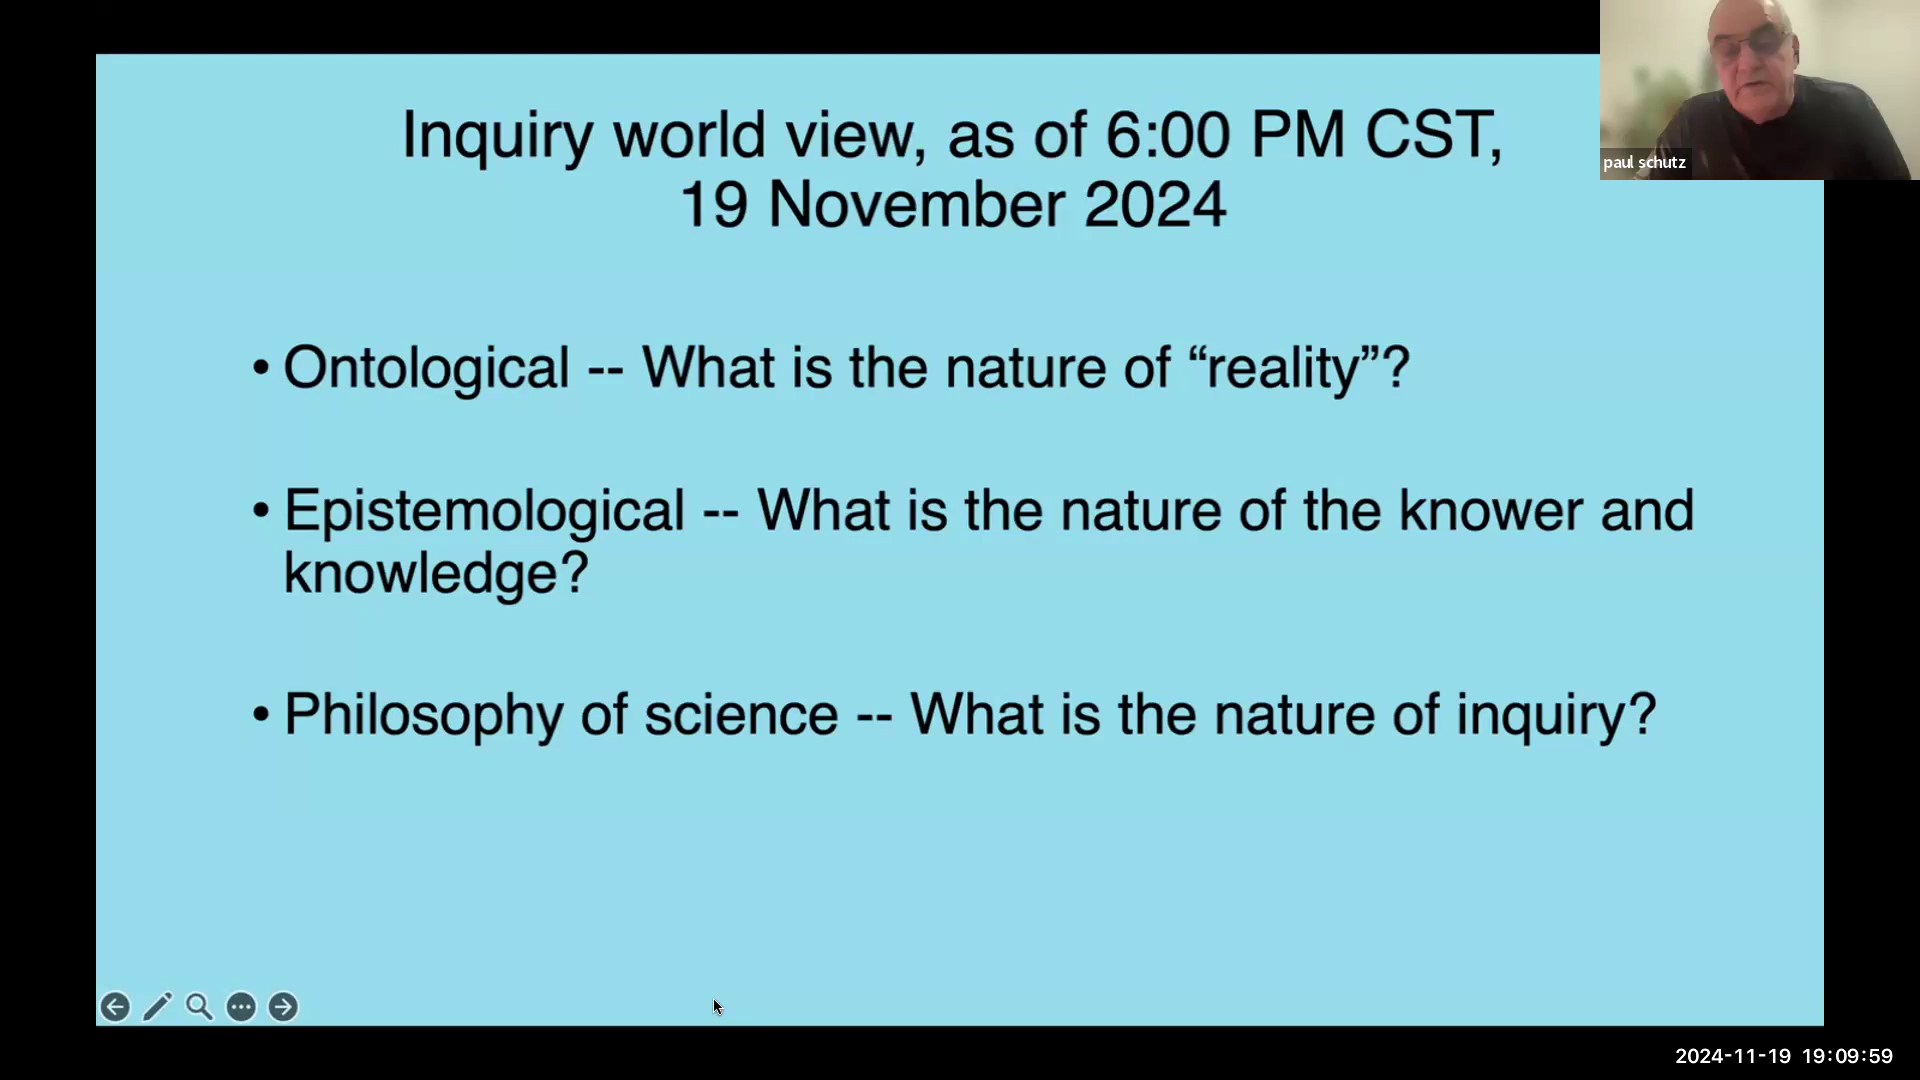 Inquiry world view, as of 6:00 PM CST,
19 November 2024
paul schutz
• Ontological -- What is the nature of “reality”?
• Epistemological -- What is the nature of the knower and
knowledge?
• Philosophy of science -- What is the nature of inquiry?
2024-11-19 19:09:59